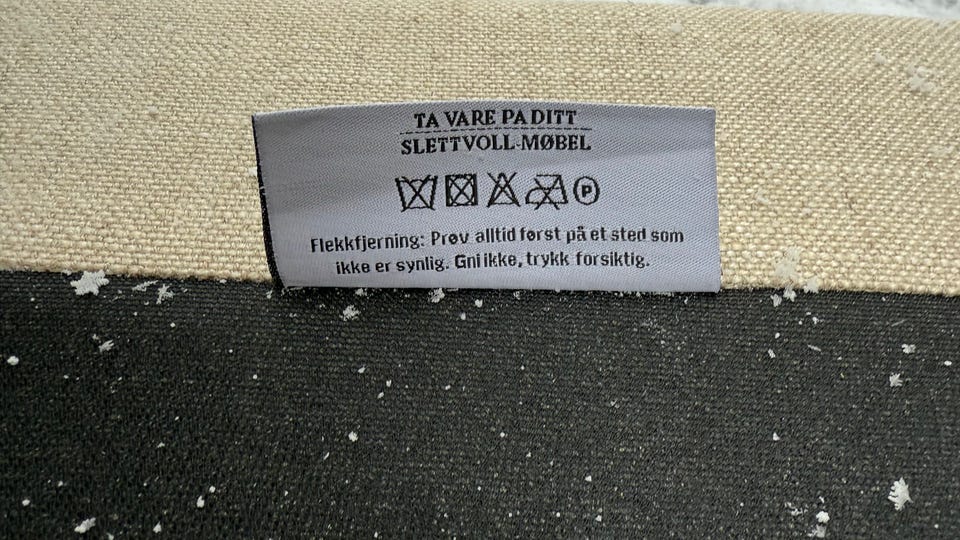 TA VARE PA DITT
SLETTVOLL-MØBEL
P
Flekkfjerning: Prøv alltid først på et sted som
ikke er synlig. Gni ikke, trykk forsiktig.